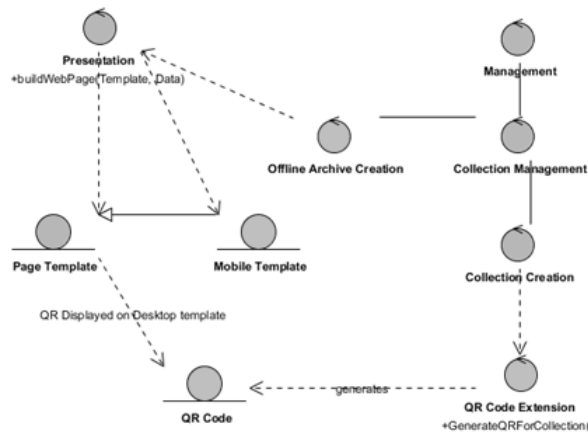 Presentation
+buildWebPage(Template, Data)
Management
Offline Archive Creation
Collection Management
Page Template
Mobile Template
Collection Creation
QR Displayed on Desktop template
QR Code
generates
QR Code Extension
+GenerateQRForCollection()